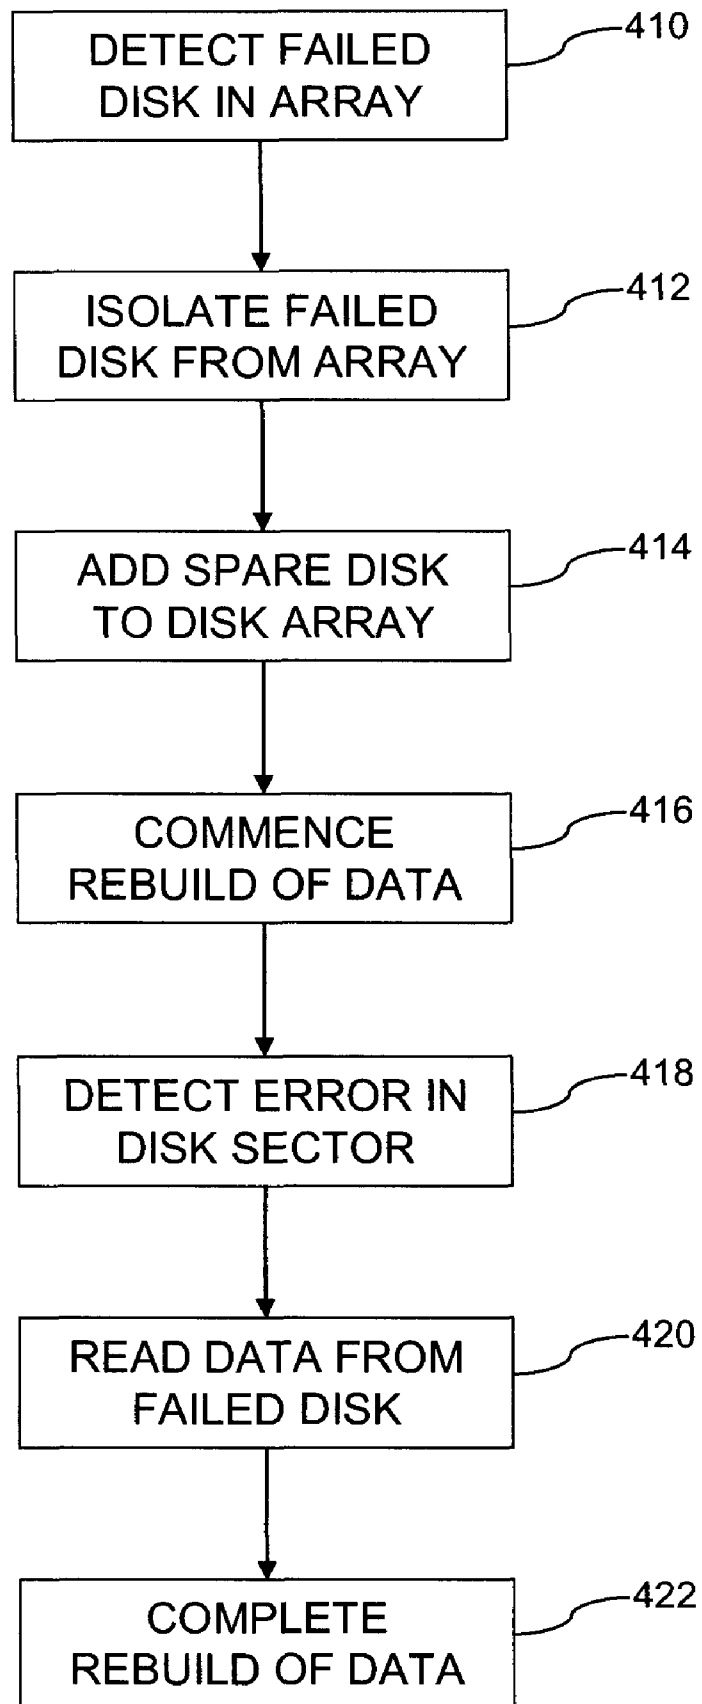 DETECT FAILED
DISK IN ARRAY
410
ISOLATE FAILED
DISK FROM ARRAY
412
ADD SPARE DISK
TO DISK ARRAY
414
COMMENCE
REBUILD OF DATA
416
DETECT ERROR IN
DISK SECTOR
418
READ DATA FROM
FAILED DISK
420
COMPLETE
REBUILD OF DATA
422